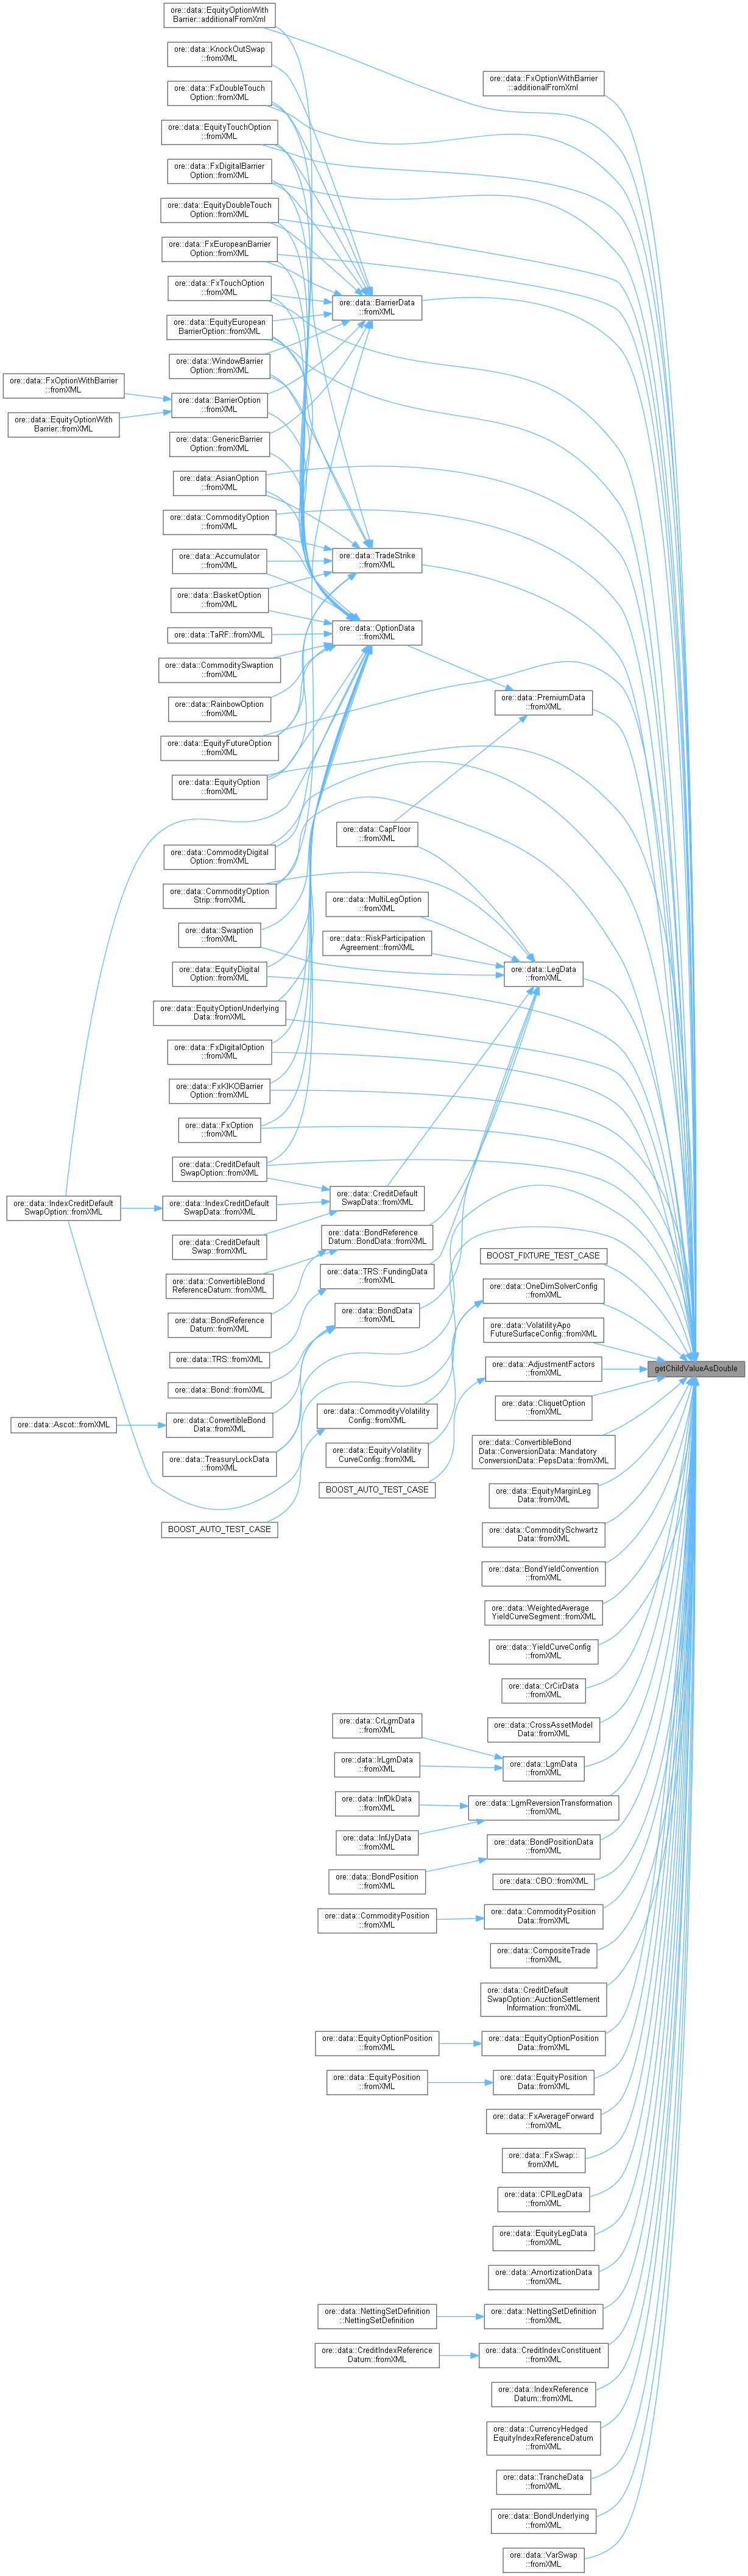 ore::data::EquityOptionWith
Barrier::additionalFromXml
ore::data::KnockOutSwap
::fromXML
ore::data::FxOptionWithBarrier
::additionalFromXml
ore::data::FxDoubleTouch
Option::fromXML
ore::data::EquityTouchOption
::fromXML
ore::data::FxDigitalBarrier
Option::fromXML
ore::data::EquityDoubleTouch
Option::fromXML
ore::data::FxEuropeanBarrier
Option::fromXML
ore::data::FxTouchOption
::fromXML
ore::data::BarrierData
::fromXML
ore::data::EquityEuropean
BarrierOption::fromXML
ore::data::WindowBarrier
Option::fromXML
ore::data::FxOptionWithBarrier
::fromXML
ore::data::BarrierOption
::fromXML
ore::data::EquityOptionWith
Barrier::fromXML
ore::data::GenericBarrier
Option::fromXML
ore::data::AsianOption
::fromXML
ore::data::CommodityOption
::fromXML
ore::data::Accumulator
::fromXML
ore::data::TradeStrike
::fromXML
ore::data::BasketOption
::fromXML
ore::data::TaRF::fromXML
ore::data::OptionData
::fromXML
ore::data::CommoditySwaption
::fromXML
ore::data::RainbowOption
::fromXML
ore::data::PremiumData
::fromXML
ore::data::EquityFutureOption
::fromXML
ore::data::EquityOption
::fromXML
ore::data::CapFloor
::fromXML
ore::data::CommodityDigital
Option::fromXML
ore::data::CommodityOption
Strip::fromXML
ore::data::MultiLegOption
::fromXML
ore::data::Swaption
::fromXML
ore::data::RiskParticipation
Agreement::fromXML
ore::data::EquityDigital
Option::fromXML
ore::data::LegData
::fromXML
ore::data::EquityOptionUnderlying
Data::fromXML
ore::data::FxDigitalOption
::fromXML
ore::data::FxKIKOBarrier
Option::fromXML
ore::data::FxOption
::fromXML
ore::data::CreditDefault
SwapOption::fromXML
ore::data::IndexCreditDefault
SwapOption::fromXML
ore::data::IndexCreditDefault
SwapData::fromXML
ore::data::CreditDefault
SwapData::fromXML
ore::data::CreditDefault
Swap::fromXML
ore::data::BondReference
Datum::BondData::fromXML
BOOST_FIXTURE_TEST_CASE
ore::data::ConvertibleBond
ReferenceDatum::fromXML
ore::data::TRS::FundingData
::fromXML
ore::data::OneDimSolverConfig
::fromXML
ore::data::BondReference
Datum::fromXML
ore::data::BondData
::fromXML
ore::data::VolatilityApo
FutureSurfaceConfig::fromXML
ore::data::TRS::fromXML
ore::data::AdjustmentFactors
::fromXML
getChildValueAsDouble
ore::data::Bond::fromXML
ore::data::CliquetOption
::fromXML
ore::data::Ascot::fromXML
ore::data::ConvertibleBond
Data::fromXML
ore::data::CommodityVolatility
Config::fromXML
ore::data::ConvertibleBond
Data::ConversionData::Mandatory
ConversionData::PepsData::fromXML
ore::data::TreasuryLockData
::fromXML
ore::data::EquityVolatility
CurveConfig::fromXML
BOOST_AUTO_TEST_CASE
ore::data::EquityMarginLeg
Data::fromXML
BOOST_AUTO_TEST_CASE
ore::data::CommoditySchwartz
Data::fromXML
ore::data::BondYieldConvention
::fromXML
ore::data::WeightedAverage
YieldCurveSegment::fromXML
ore::data::YieldCurveConfig
::fromXML
ore::data::CrCirData
::fromXML
ore::data::CrossAssetModel
Data::fromXML
ore::data::CrLgmData
::fromXML
ore::data::IrLgmData
::fromXML
ore::data::LgmData
::fromXML
ore::data::InfDkData
::fromXML
ore::data::LgmReversionTransformation
::fromXML
ore::data::InfJyData
::fromXML
ore::data::BondPositionData
::fromXML
ore::data::BondPosition
::fromXML
ore::data::CBO::fromXML
ore::data::CommodityPosition
::fromXML
ore::data::CommodityPosition
Data::fromXML
ore::data::CompositeTrade
::fromXML
ore::data::CreditDefault
SwapOption::AuctionSettlement
Information::fromXML
ore::data::EquityOptionPosition
::fromXML
ore::data::EquityOptionPosition
Data::fromXML
ore::data::EquityPosition
::fromXML
ore::data::EquityPosition
Data::fromXML
ore::data::FxAverageForward
::fromXML
ore::data::FxSwap::
fromXML
ore::data::CPILegData
::fromXML
ore::data::EquityLegData
::fromXML
ore::data::AmortizationData
::fromXML
ore::data::NettingSetDefinition
::NettingSetDefinition
ore::data::NettingSetDefinition
::fromXML
ore::data::CreditIndexReference
Datum::fromXML
ore::data::CreditIndexConstituent
::fromXML
ore::data::IndexReference
Datum::fromXML
ore::data::CurrencyHedged
EquityIndexReferenceDatum
::fromXML
ore::data::TrancheData
::fromXML
ore::data::BondUnderlying
::fromXML
ore::data::VarSwap
::fromXML